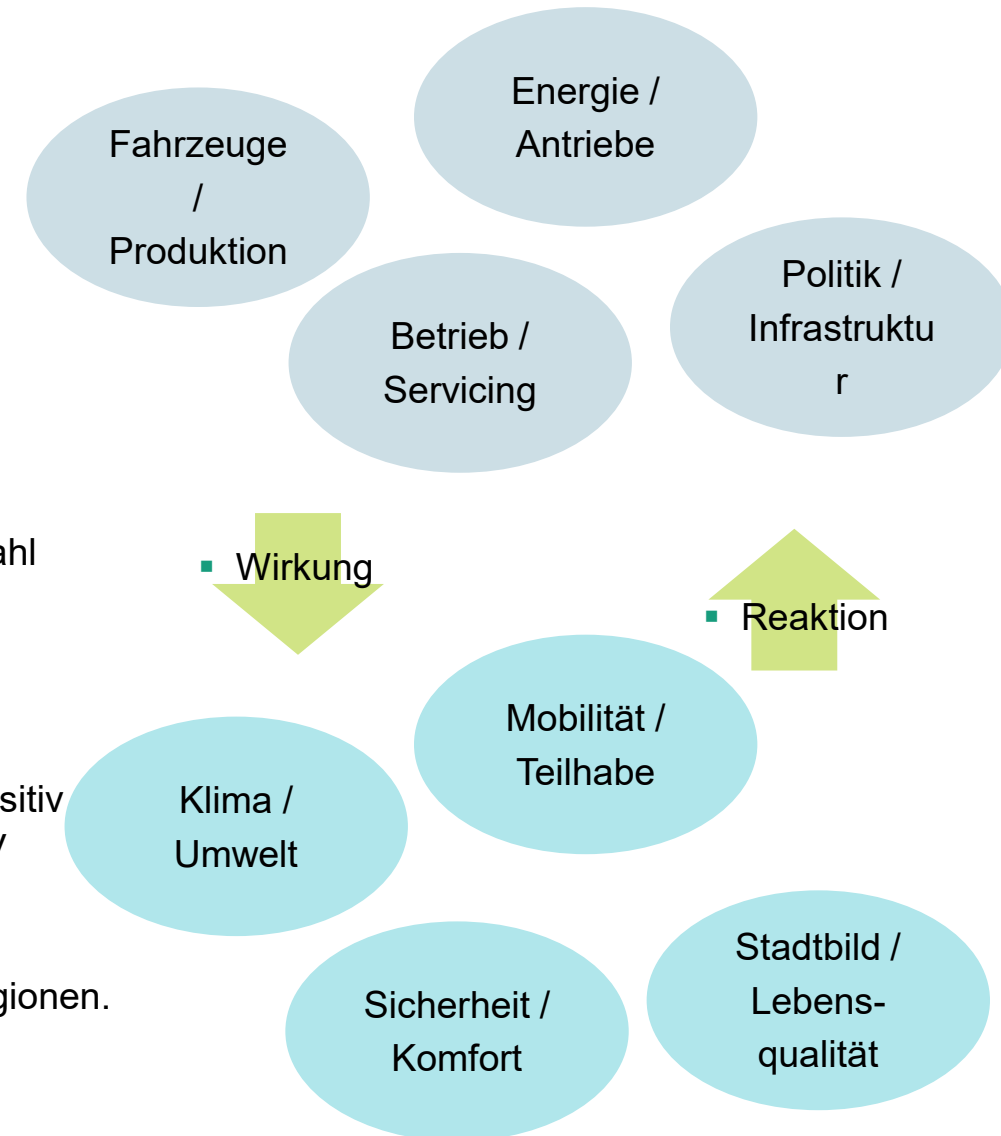 Energie /
Antriebe
Fahrzeuge
/
Produktion
Politik /
Infrastruktu
r
Betrieb /
Servicing
ahl
▪ Wirkung
▪ Reaktion
Mobilität /
Teilhabe
sitiv
Klima /
Umwelt
Stadtbild /
Lebens-
qualität
gionen.
Sicherheit /
Komfort